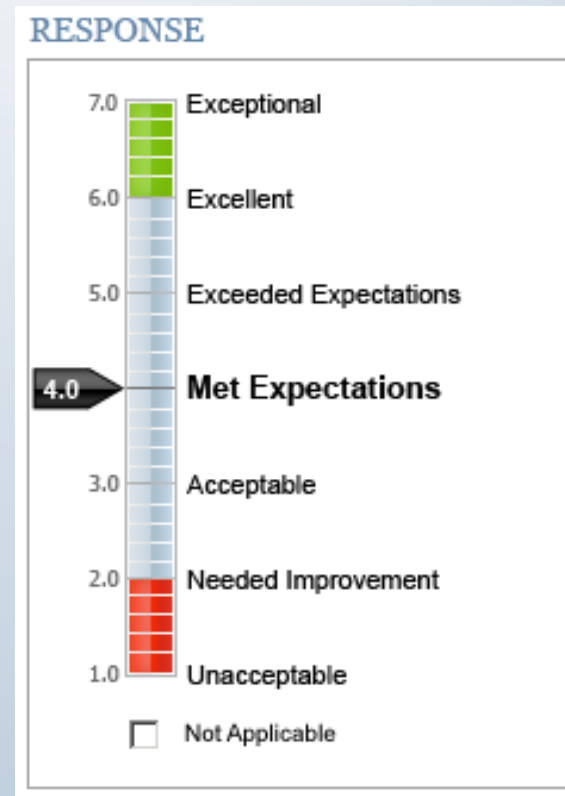 RESPONSE
7.0 Exceptional
6.0 Excellent
5.0 Exceeded Expectations
4.0 Met Expectations
3.0 Acceptable
2.0 Needed Improvement
1.0 Unacceptable
Not Applicable